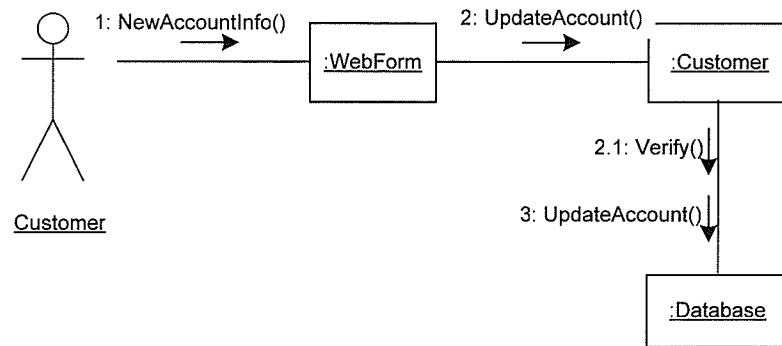 1: NewAccountInfo()
2: UpdateAccount()
:WebForm
:Customer
2.1: Verify()
3: UpdateAccount()
Customer
:Database